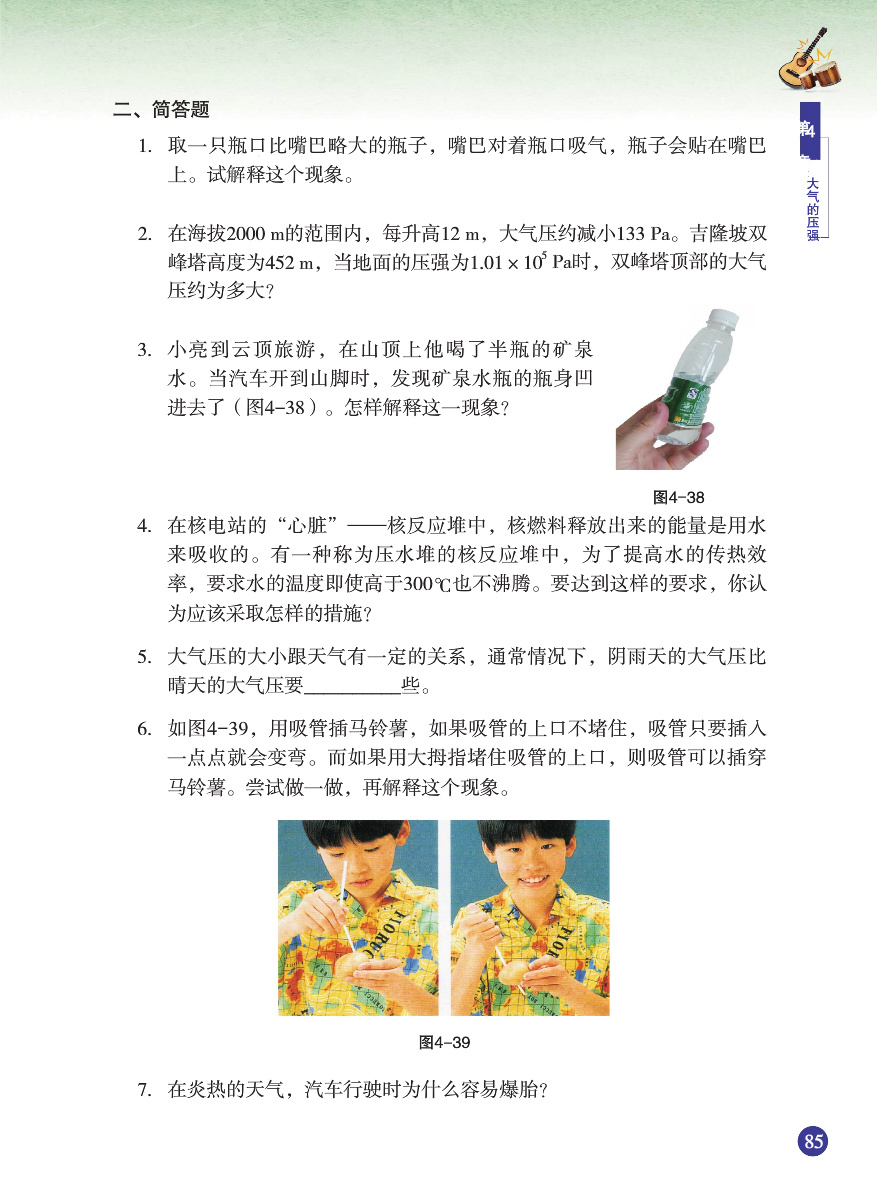 二、简答题
1. 取一只瓶口比嘴巴略大的瓶子，嘴巴对着瓶口吸气，瓶子会贴在嘴巴
上。试解释这个现象。
2. 在海拔2000 m的范围内，每升高12 m，大气压约减小133 Pa。吉隆坡双
峰塔高度为452 m，当地面的压强为1.01 × 10⁵ Pa时，双峰塔顶部的大气
压约为多大？
3. 小亮到云顶旅游，在山顶上他喝了半瓶的矿泉
水。当汽车开到山脚时，发现矿泉水瓶的瓶身凹
进去了（图4-38）。怎样解释这一现象？
图4-38
4. 在核电站的“心脏”——核反应堆中，核燃料释放出来的能量是用水
来吸收的。有一种称为压水堆的核反应堆中，为了提高水的传热效
率，要求水的温度即使高于300℃也不沸腾。要达到这样的要求，你认
为应该采取怎样的措施？
5. 大气压的大小跟天气有一定的关系，通常情况下，阴雨天的大气压比
晴天的大气压要__________些。
6. 如图4-39，用吸管插马铃薯，如果吸管的上口不堵住，吸管只要插入
一点点就会变弯。而如果用大拇指堵住吸管的上口，则吸管可以插穿
马铃薯。尝试做一做，再解释这个现象。
图4-39
7. 在炎热的天气，汽车行驶时为什么容易爆胎？
第4
大气的压强
85